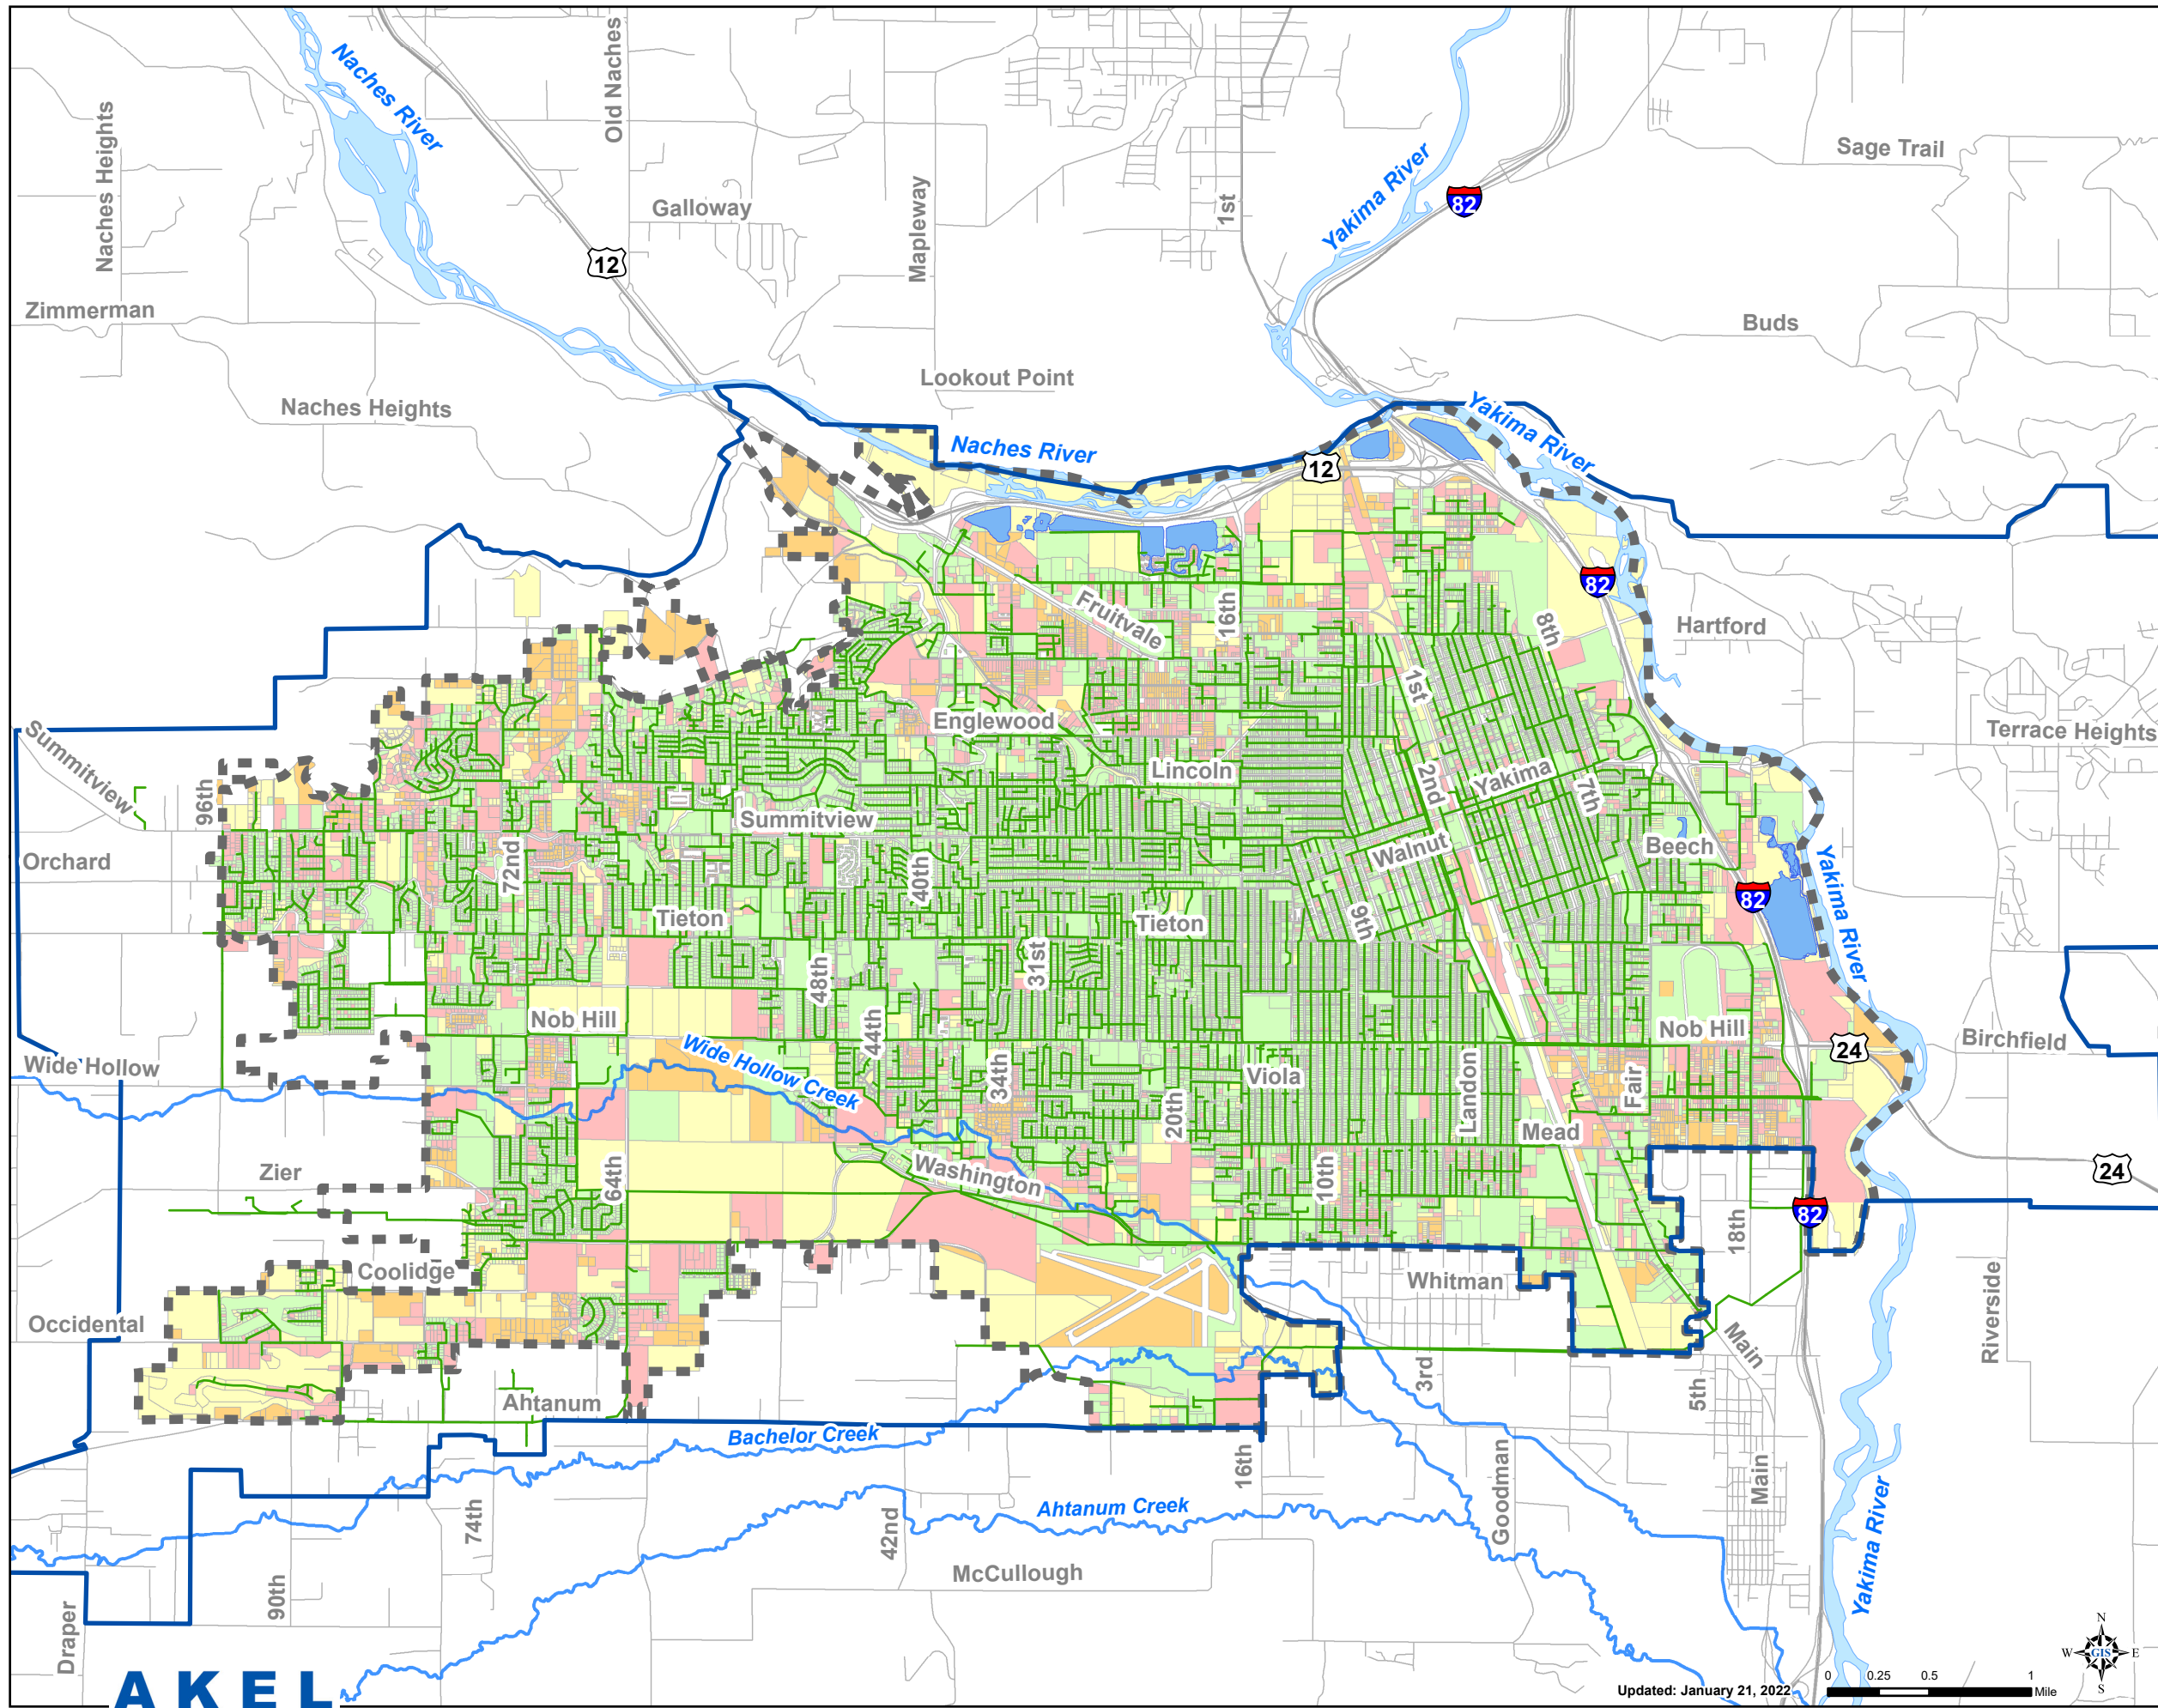 Naches River
Old Naches
Naches Heights
Galloway
Mapleway
1st
Yakima River
82
Sage Trail
12
Zimmerman
Buds
Lookout Point
Naches Heights
Naches River
12
Yakima River
82
Fruitvale
16th
8th
Hartford
Summitview
96th
Englewood
1st
Terrace Heights
Lincoln
2nd
Yakima
7th
Summitview
Orchard
72nd
40th
Walnut
Beech
82
Yakima River
Tieton
Tieton
9th
31st
48th
Nob Hill
44th
Nob Hill
24
Birchfield
Wide Hollow
Wide Hollow Creek
34th
Viola
Landon
Fair
20th
Mead
Zier
64th
Washington
10th
24
82
18th
Coolidge
Whitman
Riverside
Occidental
Main
3rd
5th
Ahtanum
Bachelor Creek
16th
Goodman
Main
74th
42nd
Ahtanum Creek
Yakima River
McCullough
90th
Draper
AKEL
N
W GIS E
S
0 0.25 0.5 1
Mile
Updated: January 21, 2022